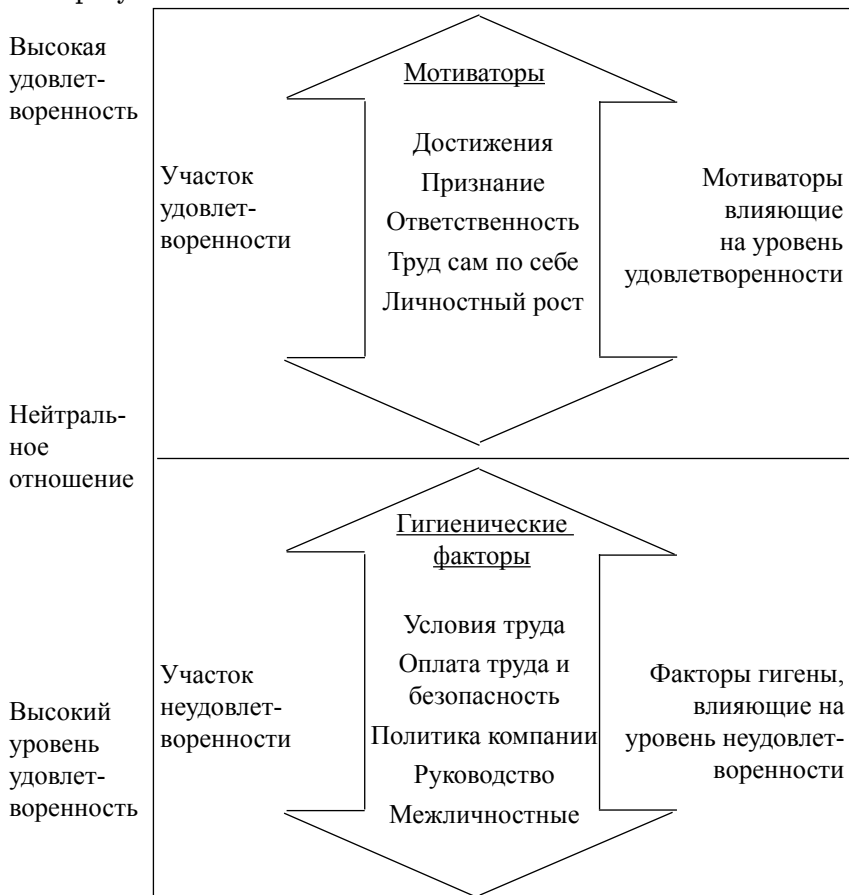 Высокая
удовлет-
воренность
Мотиваторы
Достижения
Признание
Ответственность
Труд сам по себе
Личностный рост
Участок
удовлет-
воренности
Мотиваторы
влияющие
на уровень
удовлетворенности
Нейтраль-
ное
отношение
Гигиенические
факторы
Условия труда
Оплата труда и
безопасность
Политика компании
Руководство
Межличностные
Участок
неудовлет-
воренности
Факторы гигены,
влияющие на
уровень неудовлет-
воренности
Высокий
уровень
удовлет-
воренность